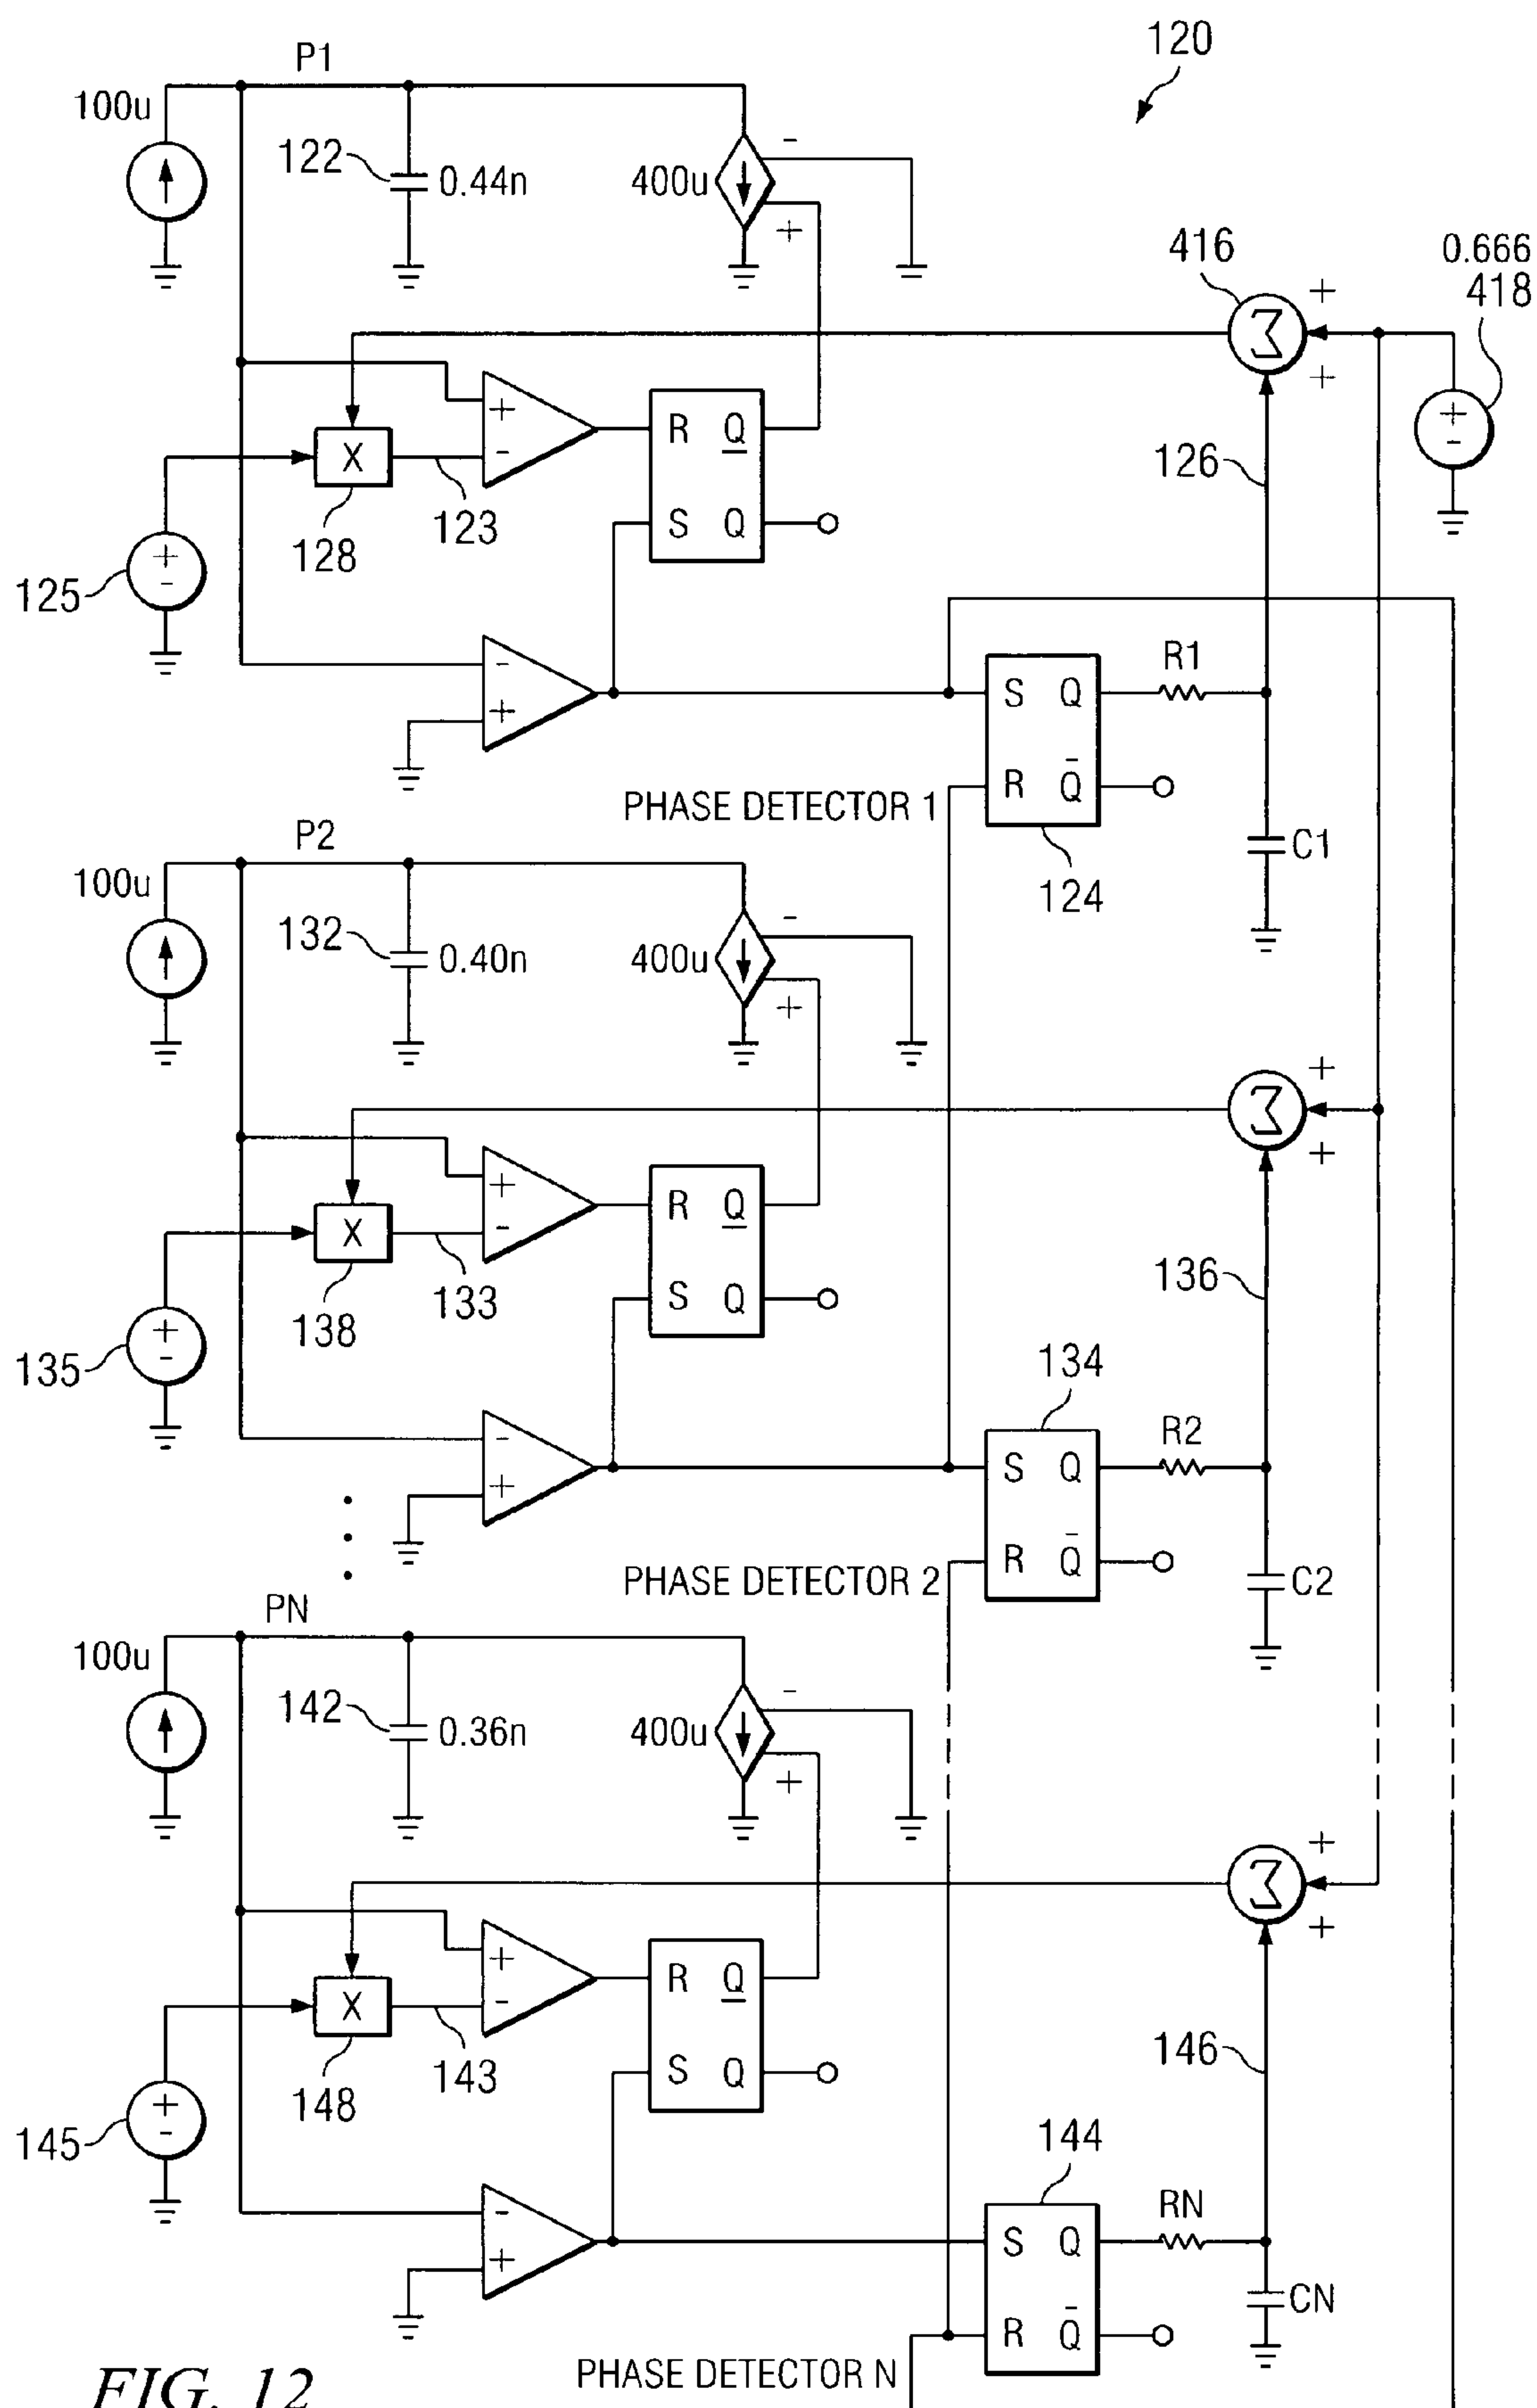 120
P1
100u
122
0.44n
400u
-
+
416
+
+
0.666
418
Σ
+
-
+
-
R Q
S Q
X
123
128
126
125
+
-
-
+
R1
S Q
R Q̄
PHASE DETECTOR 1
124
C1
P2
100u
132
0.40n
400u
-
+
+
+
Σ
+
-
R Q
S Q
X
133
138
136
135
+
-
134
-
+
R2
S Q
R Q̄
PHASE DETECTOR 2
C2
PN
100u
142
0.36n
400u
-
+
+
+
Σ
+
-
R Q
S Q
X
143
148
146
145
+
-
144
-
+
RN
S Q
R Q̄
CN
PHASE DETECTOR N
FIG. 12